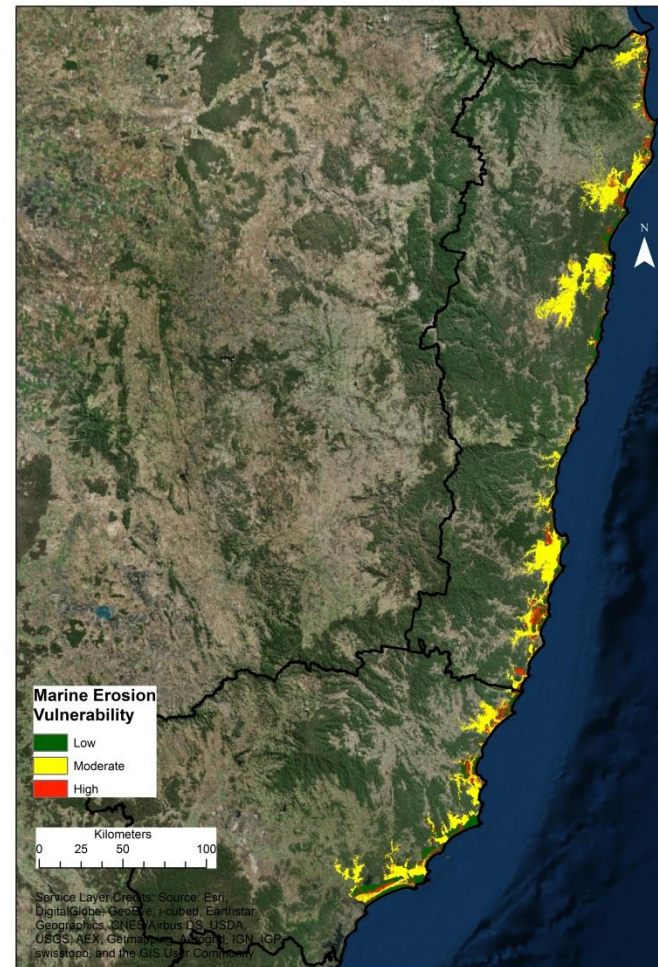 N
Marine Erosion
Vulnerability
Low
Moderate
High
Kilometers
0 25 50 100
Service Layer Credits: Source: Esri,
DigitalGlobe, GeoEye, i-cubed, Earthstar
Geographics, CNES/Airbus DS, USDA,
USGS, AEX, Getmapping, Aerogrid, IGN, IGP,
swisstopo, and the GIS User Community